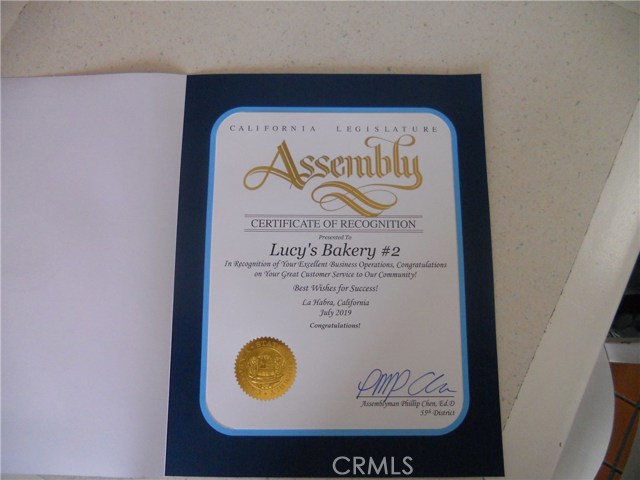 CALIFORNIA LEGISLATURE
Assembly
CERTIFICATE OF RECOGNITION
Presented To
Lucy's Bakery #2
In Recognition of Your Excellent Business Operations, Congratulations
on Your Great Customer Service to Our Community!
Best Wishes for Success!
La Habra, California
July 2019
Congratulations!
Assemblyman Phillip Chen, Ed.D
55th District
CRMLS